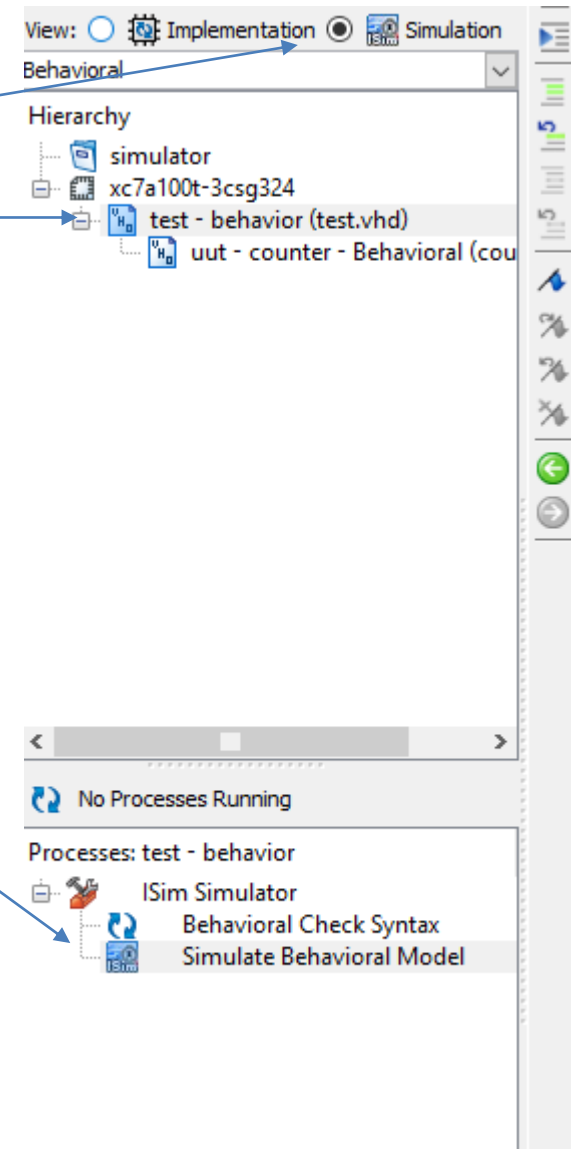 View: Implementation Simulation
Behavioral
Hierarchy
simulator
xc7a100t-3csg324
test - behavior (test.vhd)
uut - counter - Behavioral (cou
No Processes Running
Processes: test - behavior
ISim Simulator
Behavioral Check Syntax
Simulate Behavioral Model